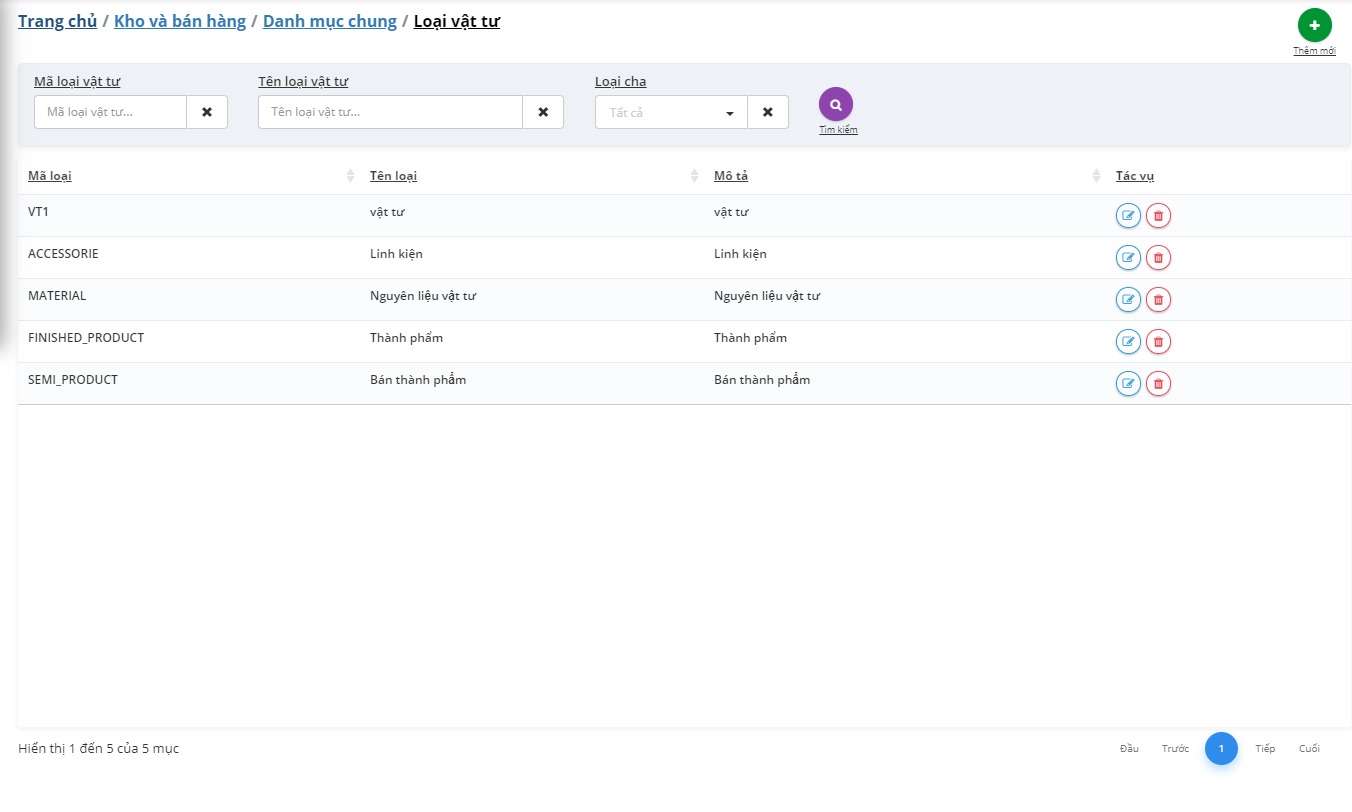 Trang chủ / Kho và bán hàng / Danh mục chung / Loại vật tư
Thêm mới
Mã loại vật tư Tên loại vật tư Loại cha
Mã loại vật tư... Tên loại vật tư... Tất cả
Tìm kiếm
Mã loại Tên loại Mô tả Tác vụ
VT1 vật tư vật tư
ACCESSORIE Linh kiện Linh kiện
MATERIAL Nguyên liệu vật tư Nguyên liệu vật tư
FINISHED_PRODUCT Thành phẩm Thành phẩm
SEMI_PRODUCT Bán thành phẩm Bán thành phẩm
Hiển thị 1 đến 5 của 5 mục Đầu Trước 1 Tiếp Cuối